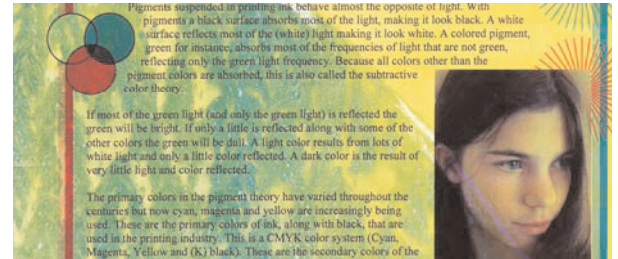 Pigments suspended in printing ink behave almost the opposite of light. With
pigments a black surface absorbs most of the light, making it look black. A white
surface reflects most of the (white) light making it look white. A colored pigment,
green for instance, absorbs most of the frequencies of light that are not green,
reflecting only the green light frequency. Because all colors other than the
pigment colors are absorbed, this is also called the subtractive
color theory.
If most of the green light (and only the green light) is reflected the
green will be bright. If only a little is reflected along with some of the
other colors the green will be dull. A light color results from lots of
white light and only a little color reflected. A dark color is the result of
very little light and color reflected.
The primary colors in the pigment theory have varied throughout the
centuries but now cyan, magenta and yellow are increasingly being
used. These are the primary colors of ink, along with black, that are
used in the printing industry. This is a CMYK color system (Cyan,
Magenta, Yellow and (K) black). These are the secondary colors of the